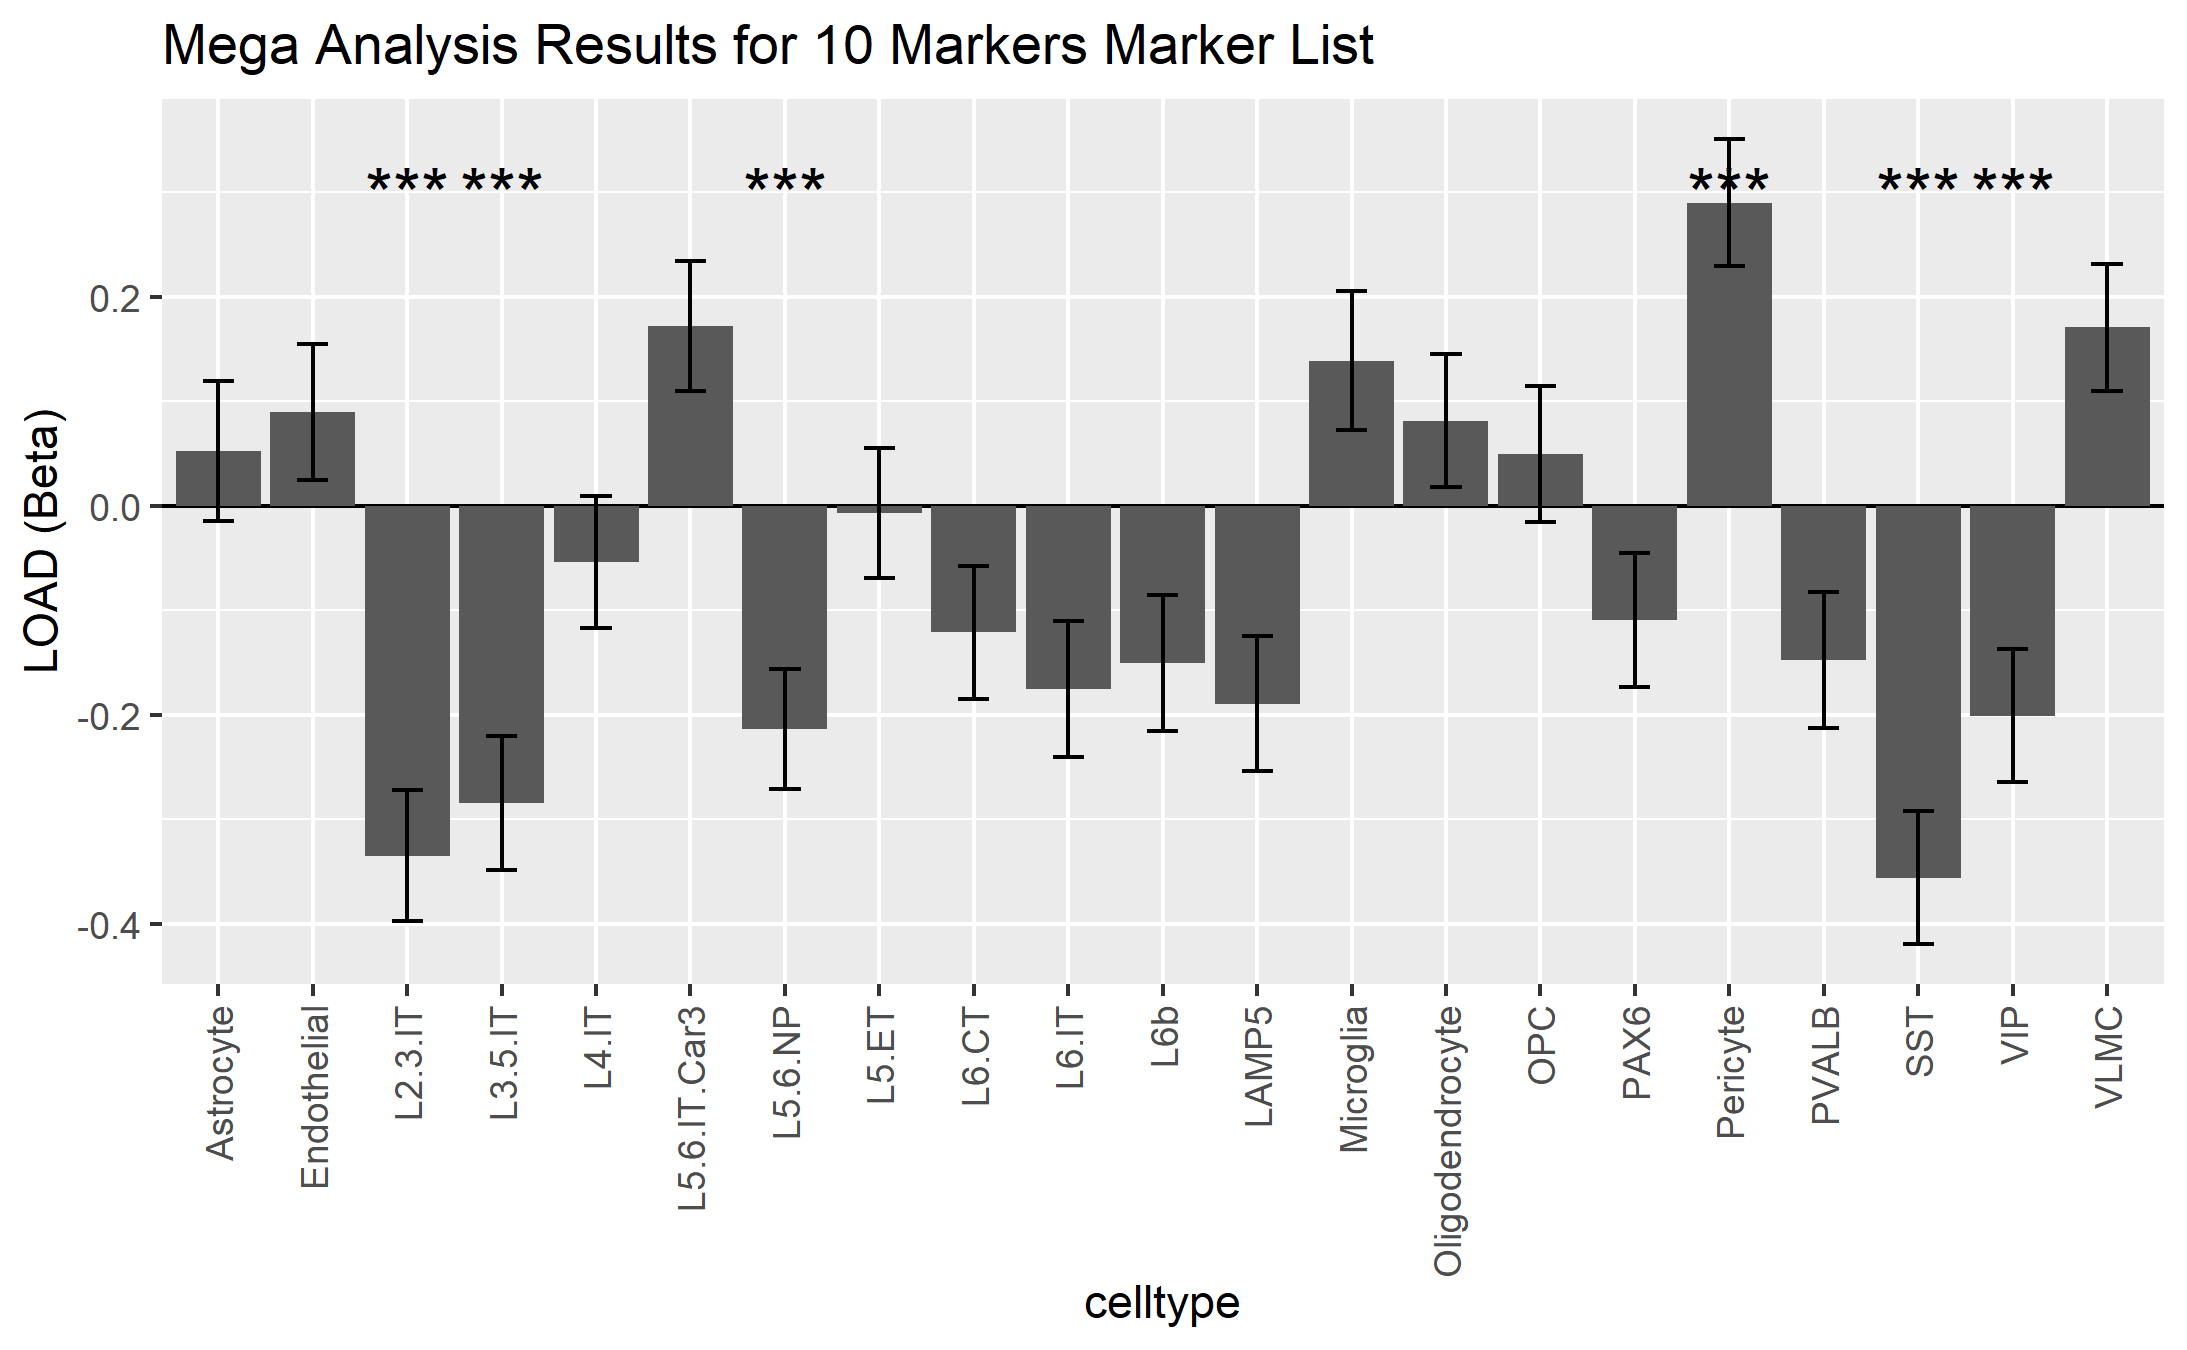 Mega Analysis Results for 10 Markers Marker List
*** *** *** *** *** ***
LOAD (Beta)
0.2
0.0
-0.2
-0.4
Astrocyte
Endothelial
L2.3.IT
L3.5.IT
L4.IT
L5.6.IT.Car3
L5.6.NP
L5.ET
L6.CT
L6.IT
L6b
LAMP5
Microglia
Oligodendrocyte
OPC
PAX6
Pericyte
PVALB
SST
VIP
VLMC
celltype